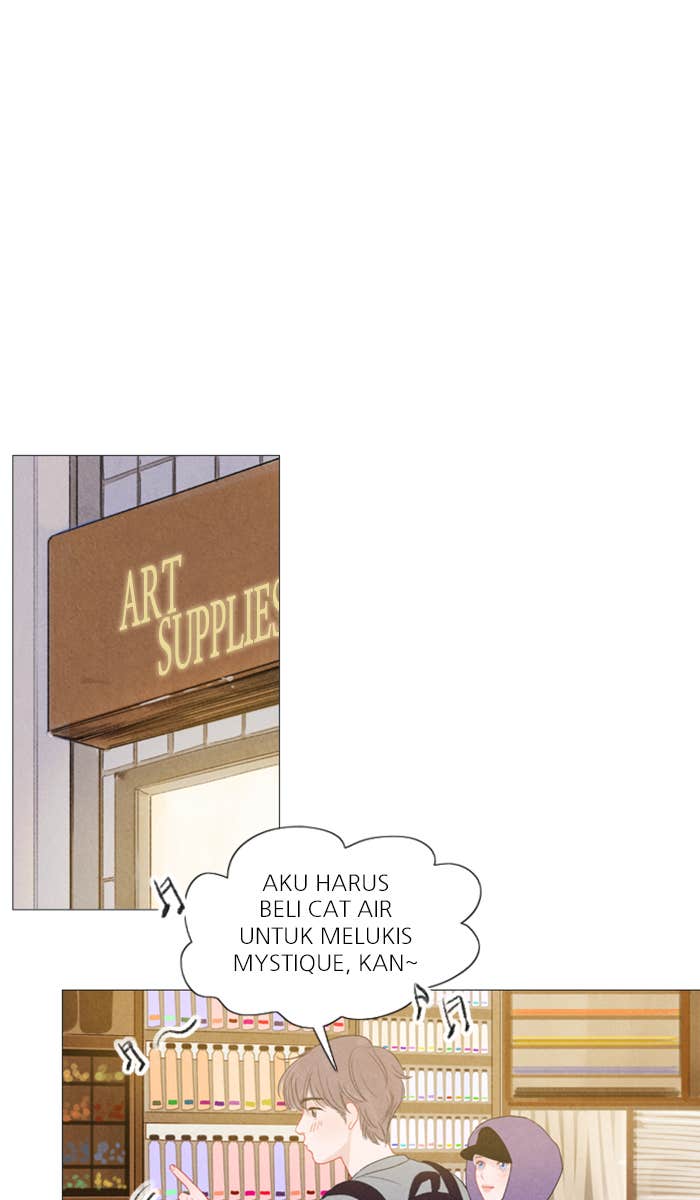 ART
SUPPLIES
AKU HARUS
BELI CAT AIR
UNTUK MELUKIS
MYSTIQUE, KAN~